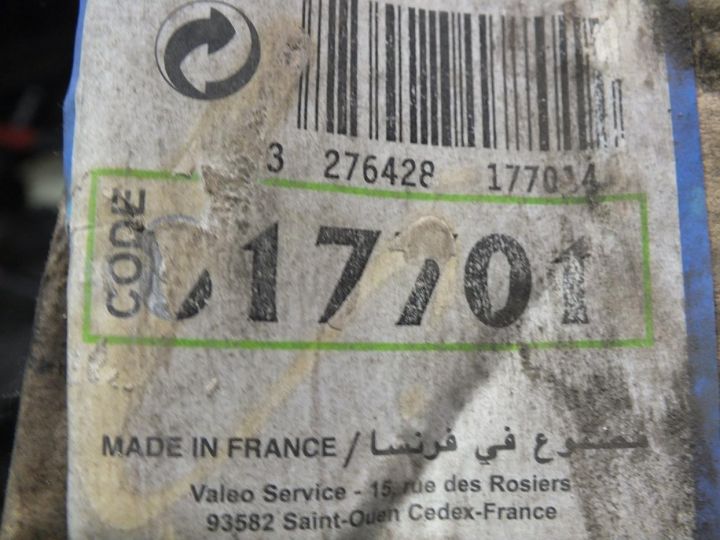 3 276428 177014
CODE
817701
MADE IN FRANCE / مصنوع في فرنسا
Valeo Service - 15, rue des Rosiers
93582 Saint-Ouen Cedex-France